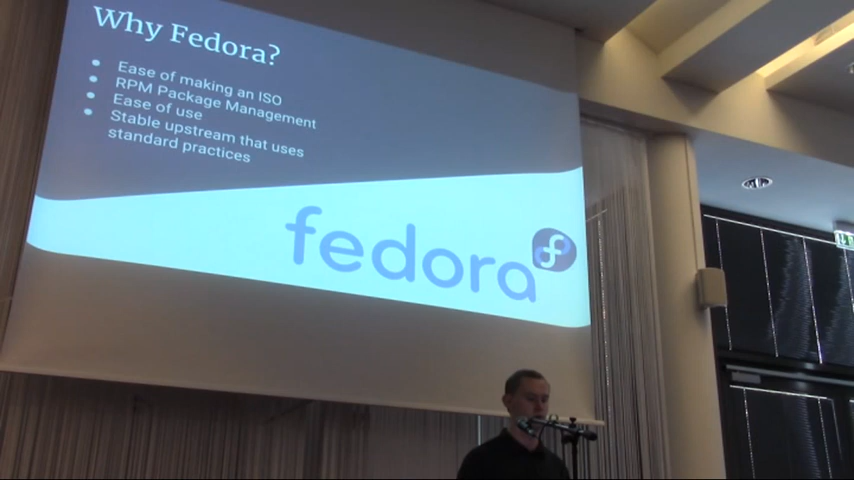 Why Fedora?
Ease of making an ISO
RPM Package Management
Ease of use
Stable upstream that uses
standard practices
fedora